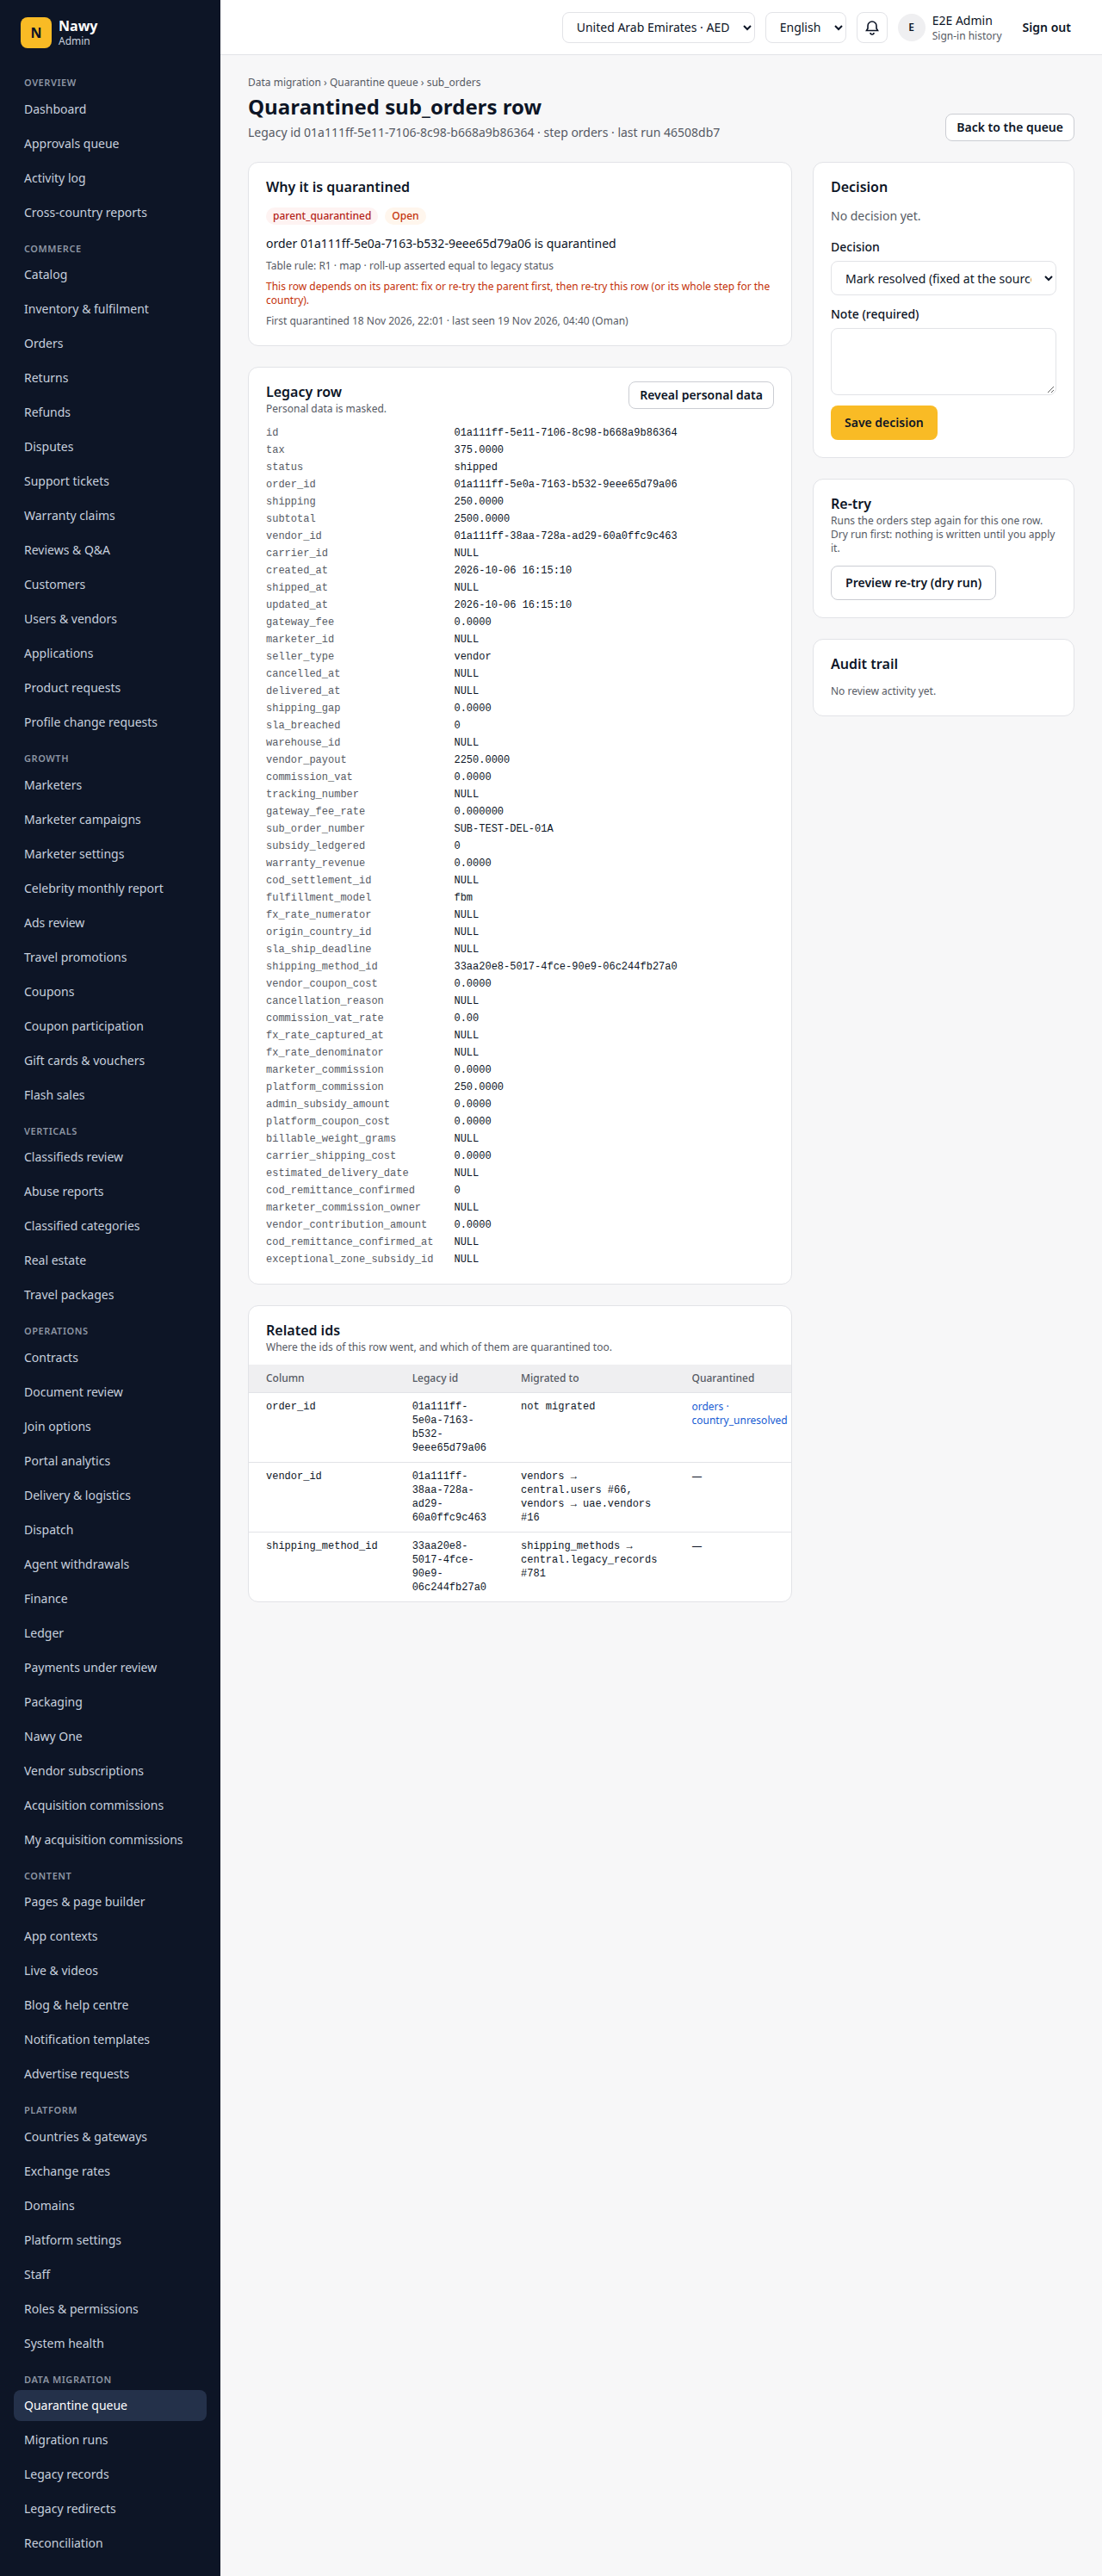 N
Nawy
Admin
OVERVIEW
Dashboard
Approvals queue
Activity log
Cross-country reports
COMMERCE
Catalog
Inventory & fulfilment
Orders
Returns
Refunds
Disputes
Support tickets
Warranty claims
Reviews & Q&A
Customers
Users & vendors
Applications
Product requests
Profile change requests
GROWTH
Marketers
Marketer campaigns
Marketer settings
Celebrity monthly report
Ads review
Travel promotions
Coupons
Coupon participation
Gift cards & vouchers
Flash sales
VERTICALS
Classifieds review
Abuse reports
Classified categories
Real estate
Travel packages
OPERATIONS
Contracts
Document review
Join options
Portal analytics
Delivery & logistics
Dispatch
Agent withdrawals
Finance
Ledger
Payments under review
Packaging
Nawy One
Vendor subscriptions
Acquisition commissions
My acquisition commissions
CONTENT
Pages & page builder
App contexts
Live & videos
Blog & help centre
Notification templates
Advertise requests
PLATFORM
Countries & gateways
Exchange rates
Domains
Platform settings
Staff
Roles & permissions
System health
DATA MIGRATION
Quarantine queue
Migration runs
Legacy records
Legacy redirects
Reconciliation
United Arab Emirates · AED
English
E
E2E Admin
Sign-in history
Sign out
Data migration › Quarantine queue › sub_orders
Quarantined sub_orders row
Legacy id 01a111ff-5e11-7106-8c98-b668a9b86364 · step orders · last run 46508db7
Back to the queue
Why it is quarantined
parent_quarantined Open
order 01a111ff-5e0a-7163-b532-9eee65d79a06 is quarantined
Table rule: R1 · map · roll-up asserted equal to legacy status
This row depends on its parent: fix or re-try the parent first, then re-try this row (or its whole step for the
country).
First quarantined 18 Nov 2026, 22:01 · last seen 19 Nov 2026, 04:40 (Oman)
Legacy row
Personal data is masked.
Reveal personal data
id 01a111ff-5e11-7106-8c98-b668a9b86364
tax 375.0000
status shipped
order_id 01a111ff-5e0a-7163-b532-9eee65d79a06
shipping 250.0000
subtotal 2500.0000
vendor_id 01a111ff-38aa-728a-ad29-60a0ffc9c463
carrier_id NULL
created_at 2026-10-06 16:15:10
shipped_at NULL
updated_at 2026-10-06 16:15:10
gateway_fee 0.0000
marketer_id NULL
seller_type vendor
cancelled_at NULL
delivered_at NULL
shipping_gap 0.0000
sla_breached 0
warehouse_id NULL
vendor_payout 2250.0000
commission_vat 0.0000
tracking_number NULL
gateway_fee_rate 0.000000
sub_order_number SUB-TEST-DEL-01A
subsidy_ledgered 0
warranty_revenue 0.0000
cod_settlement_id NULL
fulfillment_model fbm
fx_rate_numerator NULL
origin_country_id NULL
sla_ship_deadline NULL
shipping_method_id 33aa20e8-5017-4fce-90e9-06c244fb27a0
vendor_coupon_cost 0.0000
cancellation_reason NULL
commission_vat_rate 0.00
fx_rate_captured_at NULL
fx_rate_denominator NULL
marketer_commission 0.0000
platform_commission 250.0000
admin_subsidy_amount 0.0000
platform_coupon_cost 0.0000
billable_weight_grams NULL
carrier_shipping_cost 0.0000
estimated_delivery_date NULL
cod_remittance_confirmed 0
marketer_commission_owner NULL
vendor_contribution_amount 0.0000
cod_remittance_confirmed_at NULL
exceptional_zone_subsidy_id NULL
Related ids
Where the ids of this row went, and which of them are quarantined too.
Column Legacy id Migrated to Quarantined
order_id 01a111ff- not migrated orders ·
5e0a-7163- country_unresolved
b532-
9eee65d79a06
vendor_id 01a111ff- vendors → —
38aa-728a- central.users #66,
ad29- vendors → uae.vendors
60a0ffc9c463 #16
shipping_method_id 33aa20e8- shipping_methods → —
5017-4fce- central.legacy_records
90e9- #781
06c244fb27a0
Decision
No decision yet.
Decision
Mark resolved (fixed at the sourc
Note (required)
Save decision
Re-try
Runs the orders step again for this one row.
Dry run first: nothing is written until you apply
it.
Preview re-try (dry run)
Audit trail
No review activity yet.